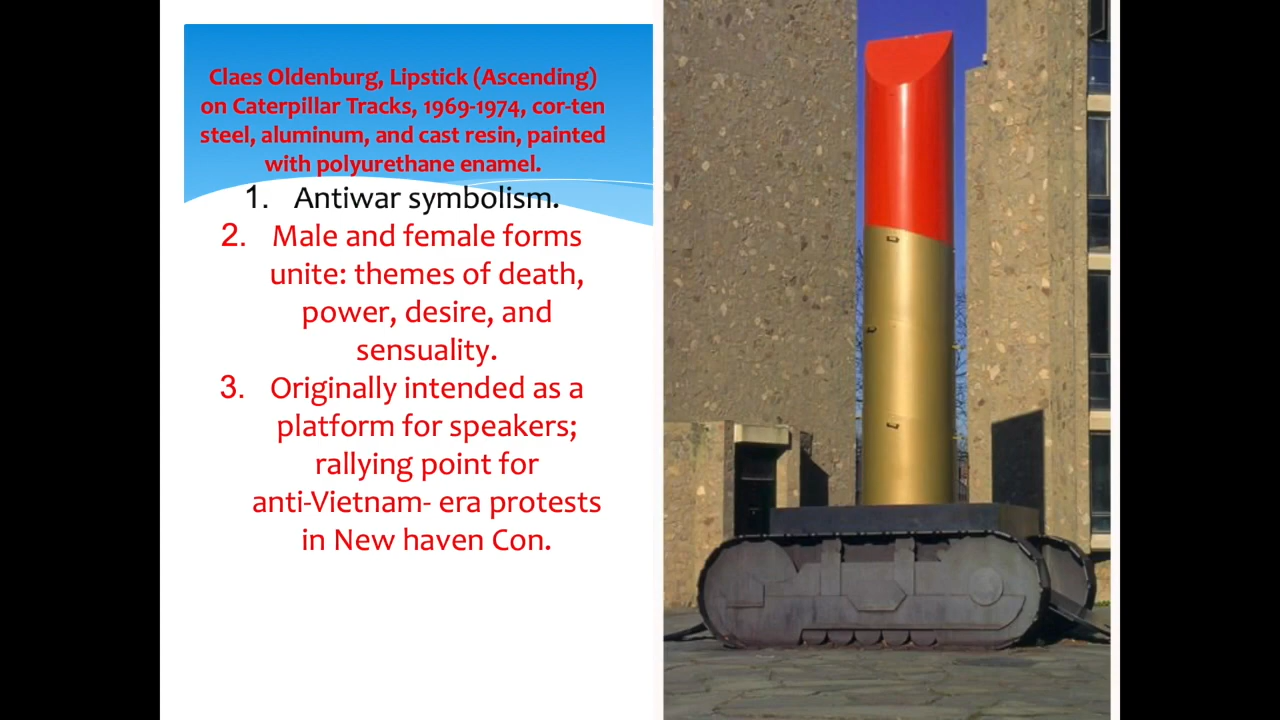 Claes Oldenburg, Lipstick (Ascending)
on Caterpillar Tracks, 1969-1974, cor-ten
steel, aluminum, and cast resin, painted
with polyurethane enamel.
1. Antiwar symbolism.
2. Male and female forms
unite: themes of death,
power, desire, and
sensuality.
3. Originally intended as a
platform for speakers;
rallying point for
anti-Vietnam- era protests
in New haven Con.